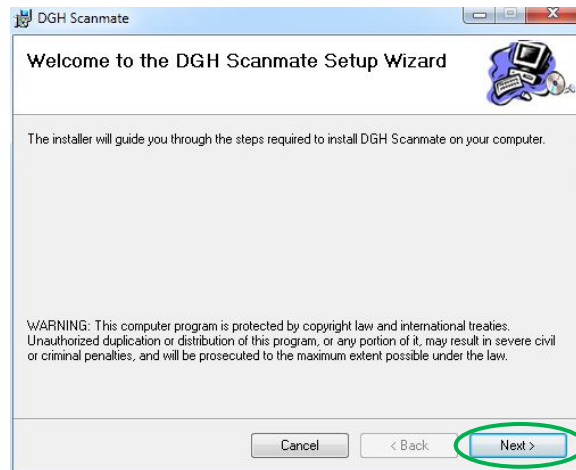 DGH Scanmate
Welcome to the DGH Scanmate Setup Wizard
The installer will guide you through the steps required to install DGH Scanmate on your computer.
WARNING: This computer program is protected by copyright law and international treaties.
Unauthorized duplication or distribution of this program, or any portion of it, may result in severe civil
or criminal penalties, and will be prosecuted to the maximum extent possible under the law.
Cancel
< Back
Next >